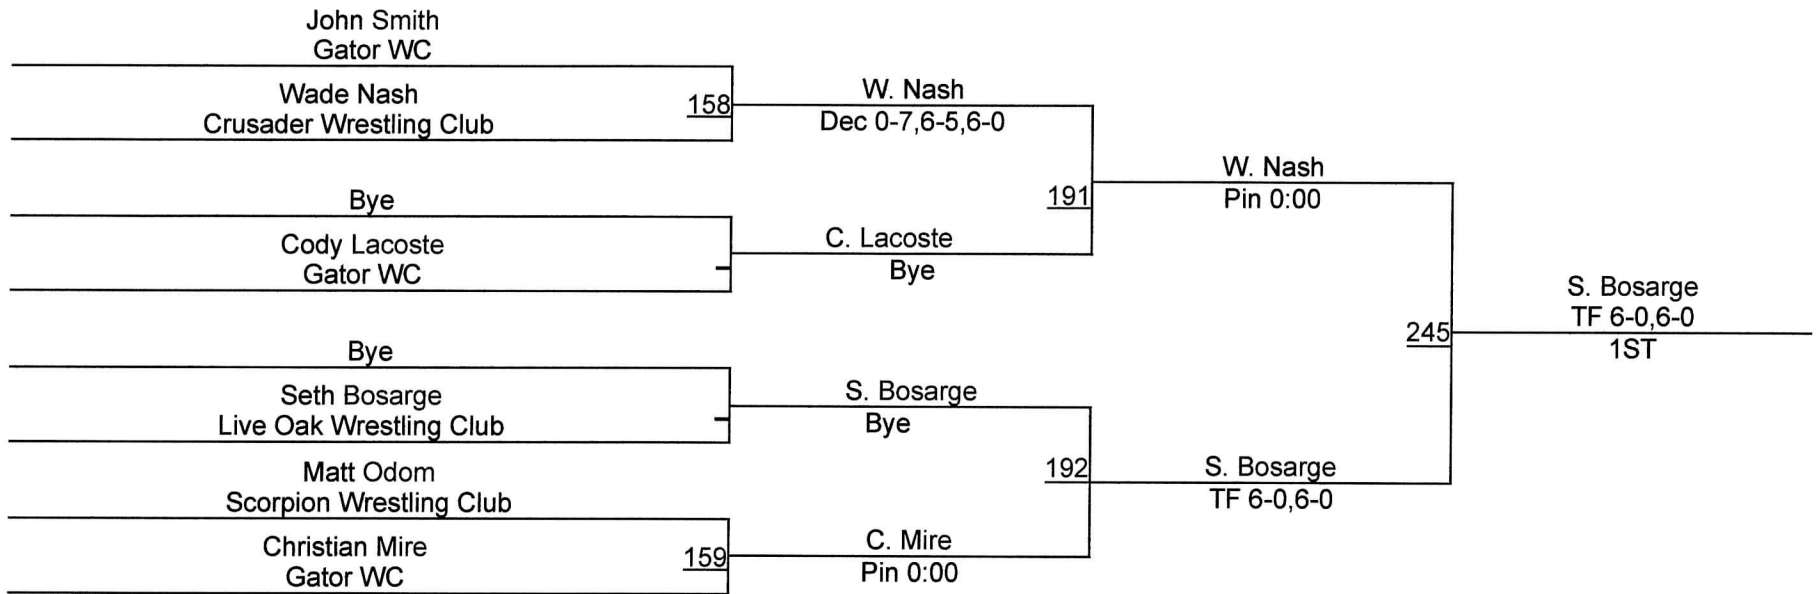 John Smith
Gator WC
Wade Nash
Crusader Wrestling Club
158
W. Nash
Dec 0-7,6-5,6-0
Bye
Cody Lacoste
Gator WC
C. Lacoste
Bye
191
W. Nash
Pin 0:00
Bye
Seth Bosarge
Live Oak Wrestling Club
S. Bosarge
Bye
Matt Odom
Scorpion Wrestling Club
Christian Mire
Gator WC
159
C. Mire
Pin 0:00
192
S. Bosarge
TF 6-0,6-0
245
S. Bosarge
TF 6-0,6-0
1ST